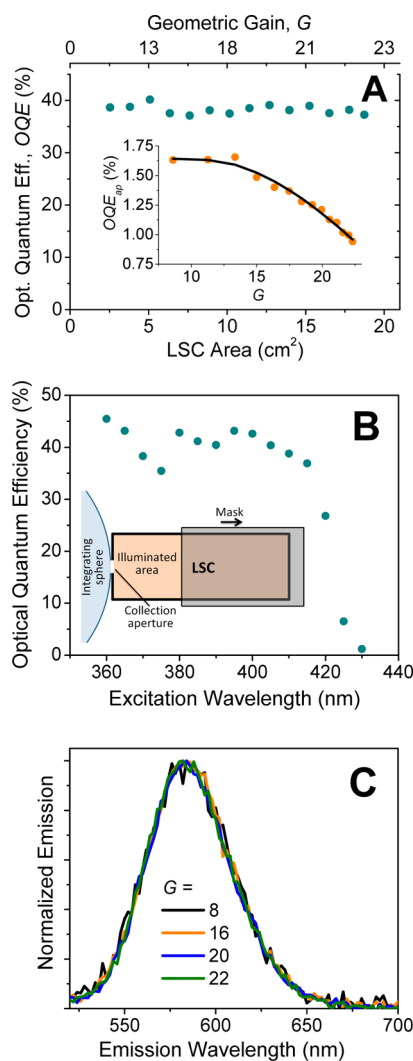 Geometric Gain, G
0 13 18 21 23
A
Opt. Quantum Eff., OQE (%)
50
40
30
20
10
0
OQEap (%)
1.75
1.50
1.25
1.00
0.75
10 15 20
G
0 5 10 15 20
LSC Area (cm2)
B
Optical Quantum Efficiency (%)
50
40
30
20
10
0
Mask
Integrating
sphere
Illuminated
area
LSC
Collection
aperture
360 380 400 420 440
Excitation Wavelength (nm)
C
Normalized Emission
G =
8
16
20
22
550 600 650 700
Emission Wavelength (nm)